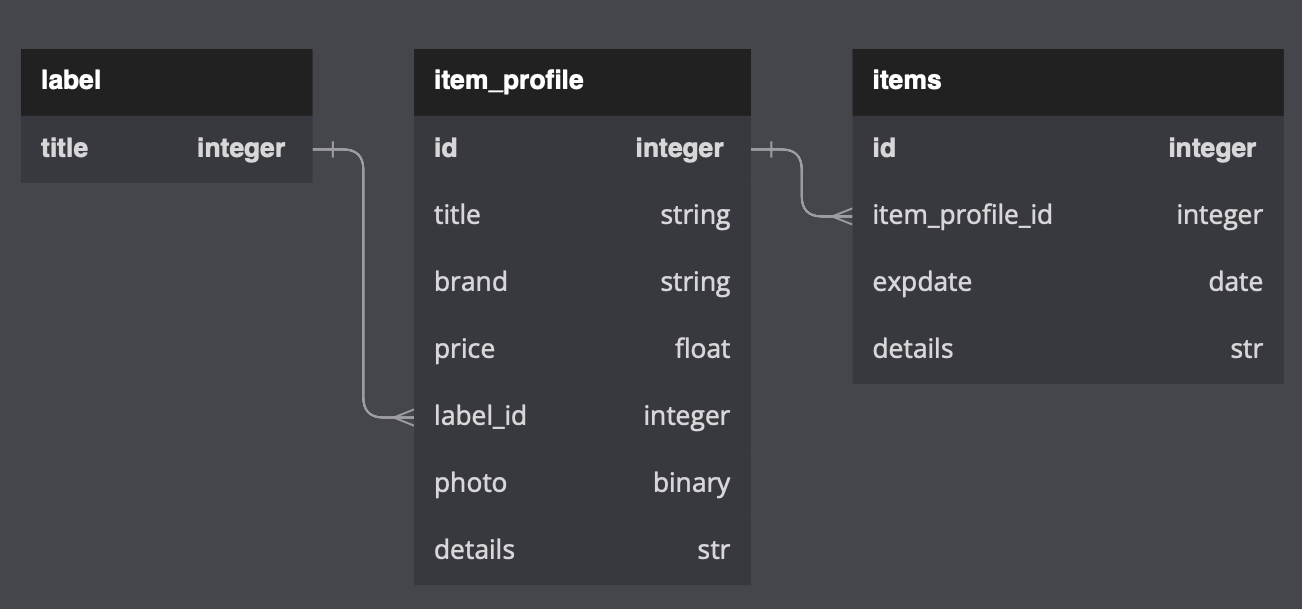 label
title integer
item_profile
id integer
title string
brand string
price float
label_id integer
photo binary
details str
items
id integer
item_profile_id integer
expdate date
details str